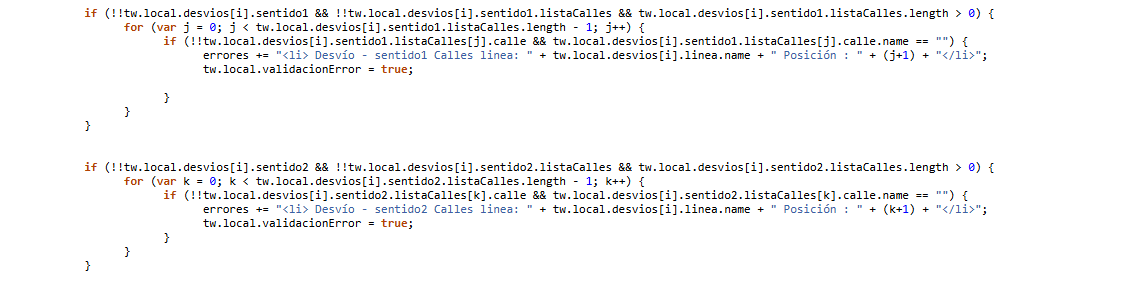 if (!!tw.local.desvios[i].sentido1 && !!tw.local.desvios[i].sentido1.listaCalles && tw.local.desvios[i].sentido1.listaCalles.length > 0) {
for (var j = 0; j < tw.local.desvios[i].sentido1.listaCalles.length - 1; j++) {
if (!!tw.local.desvios[i].sentido1.listaCalles[j].calle && tw.local.desvios[i].sentido1.listaCalles[j].calle.name == "") {
errores += "<li> Desvío - sentido1 Calles linea: " + tw.local.desvios[i].linea.name + " Posición : " + (j+1) + "</li>";
tw.local.validacionError = true;
}
}
}
if (!!tw.local.desvios[i].sentido2 && !!tw.local.desvios[i].sentido2.listaCalles && tw.local.desvios[i].sentido2.listaCalles.length > 0) {
for (var k = 0; k < tw.local.desvios[i].sentido2.listaCalles.length - 1; k++) {
if (!!tw.local.desvios[i].sentido2.listaCalles[k].calle && tw.local.desvios[i].sentido2.listaCalles[k].calle.name == "") {
errores += "<li> Desvío - sentido2 Calles linea: " + tw.local.desvios[i].linea.name + " Posición : " + (k+1) + "</li>";
tw.local.validacionError = true;
}
}
}